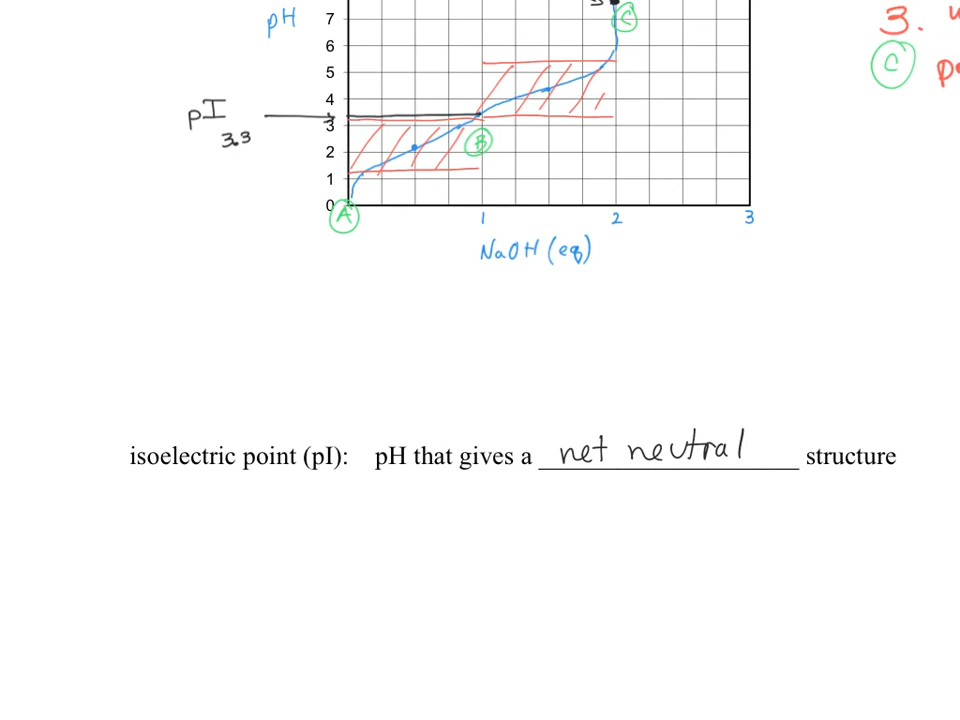 pH
7
6
5
4
3
2
1
0
3.
C
C
pI
3.3
B
A
1 2 3
NaOH (eq)
isoelectric point (pI): pH that gives a net neutral structure